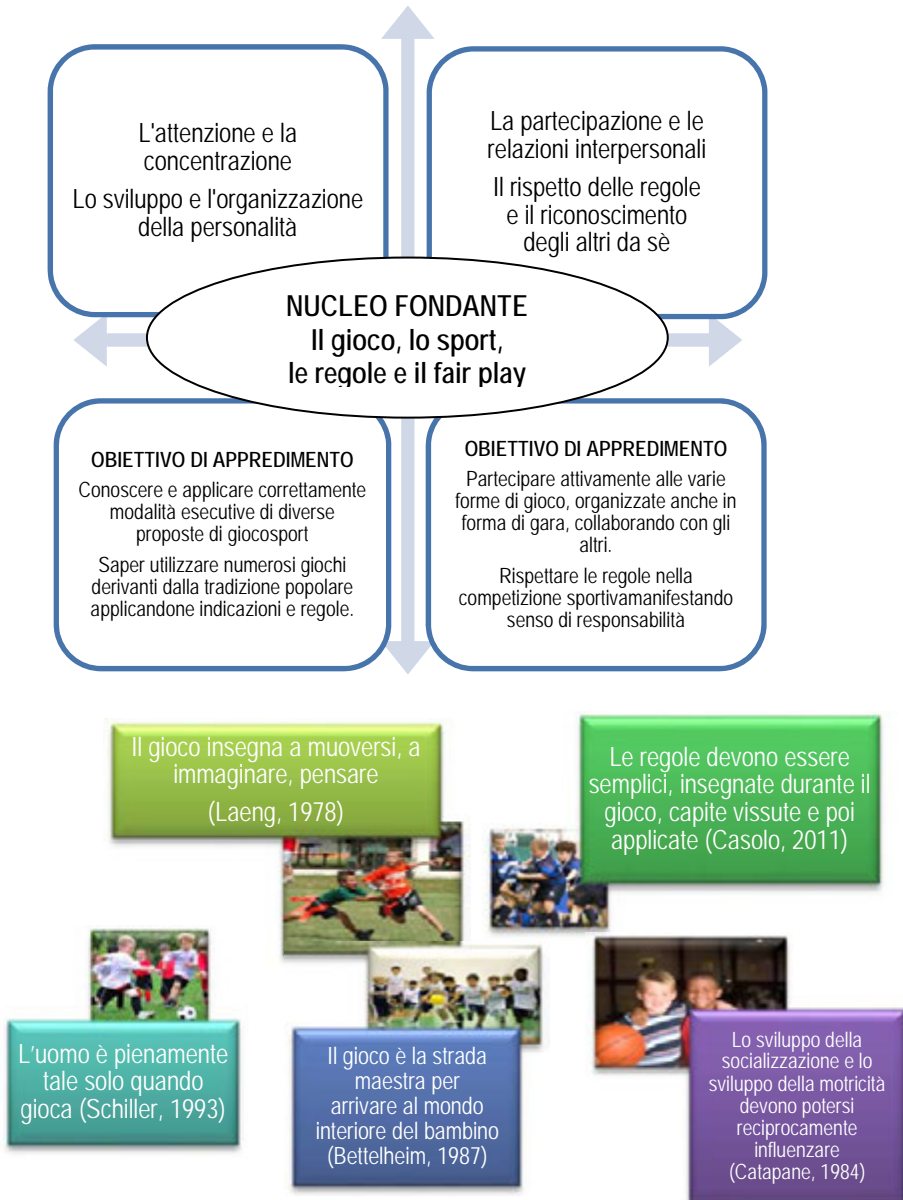 L'attenzione e la
concentrazione
Lo sviluppo e l'organizzazione
della personalità
La partecipazione e le
relazioni interpersonali
Il rispetto delle regole
e il riconoscimento
degli altri da sè
NUCLEO FONDANTE
Il gioco, lo sport,
le regole e il fair play
OBIETTIVO DI APPREDIMENTO
Conoscere e applicare correttamente
modalità esecutive di diverse
proposte di giocosport
Saper utilizzare numerosi giochi
derivanti dalla tradizione popolare
applicandone indicazioni e regole.
OBIETTIVO DI APPREDIMENTO
Partecipare attivamente alle varie
forme di gioco, organizzate anche in
forma di gara, collaborando con gli
altri.
Rispettare le regole nella
competizione sportivamanifestando
senso di responsabilità
Il gioco insegna a muoversi, a
immaginare, pensare
(Laeng, 1978)
Le regole devono essere
semplici, insegnate durante il
gioco, capite vissute e poi
applicate (Casolo, 2011)
L'uomo è pienamente
tale solo quando
gioca (Schiller, 1993)
Il gioco è la strada
maestra per
arrivare al mondo
interiore del bambino
(Bettelheim, 1987)
Lo sviluppo della
socializzazione e lo
sviluppo della motricità
devono potersi
reciprocamente
influenzare
(Catapane, 1984)